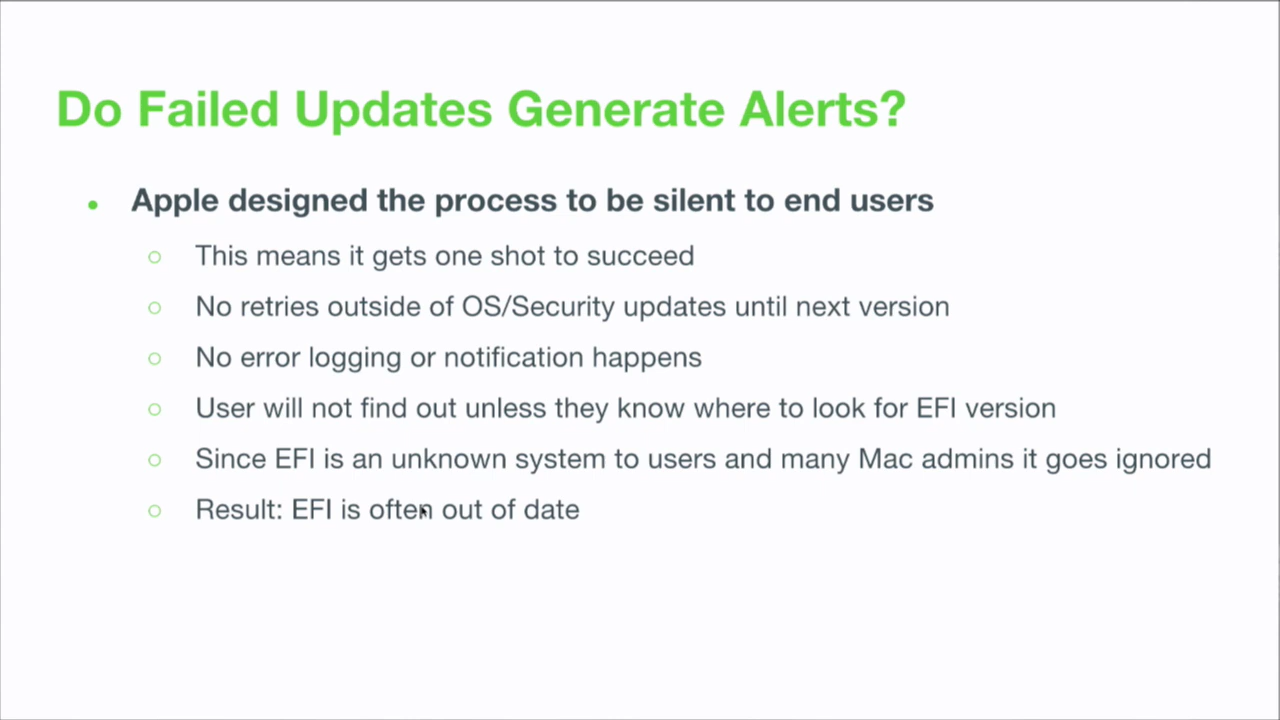 Do Failed Updates Generate Alerts?
• Apple designed the process to be silent to end users
○ This means it gets one shot to succeed
○ No retries outside of OS/Security updates until next version
○ No error logging or notification happens
○ User will not find out unless they know where to look for EFI version
○ Since EFI is an unknown system to users and many Mac admins it goes ignored
○ Result: EFI is often out of date